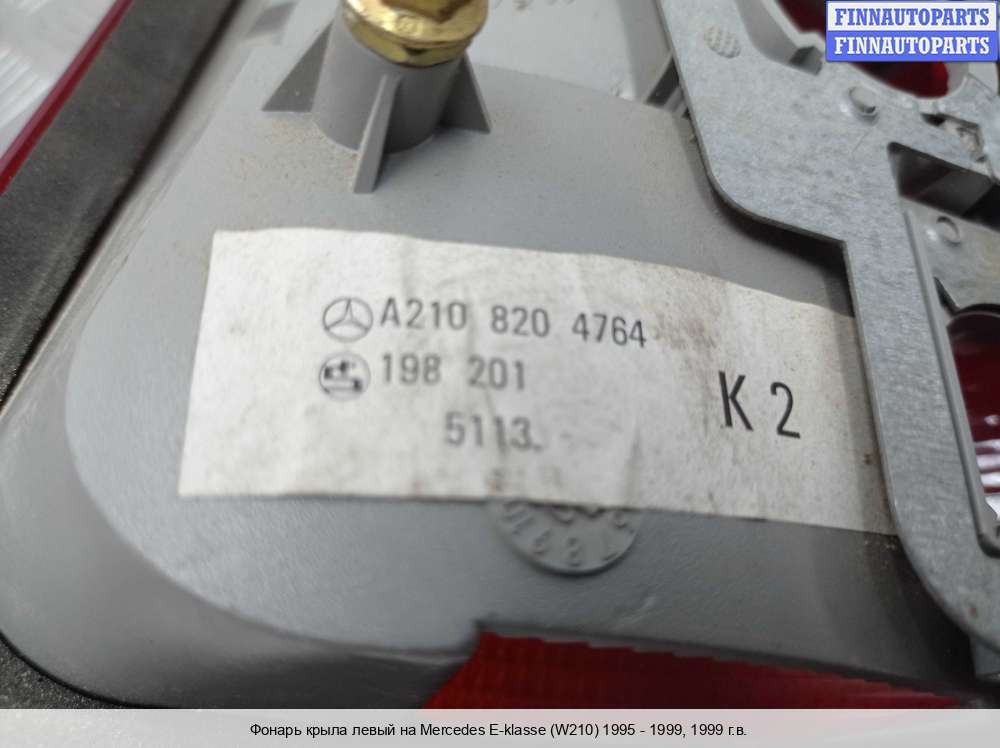 FINNAUTOPARTS
FINNAUTOPARTS
A210 820 4764
198 201
5113.
K 2
Фонарь крыла левый на Mercedes E-klasse (W210) 1995 - 1999, 1999 г.в.